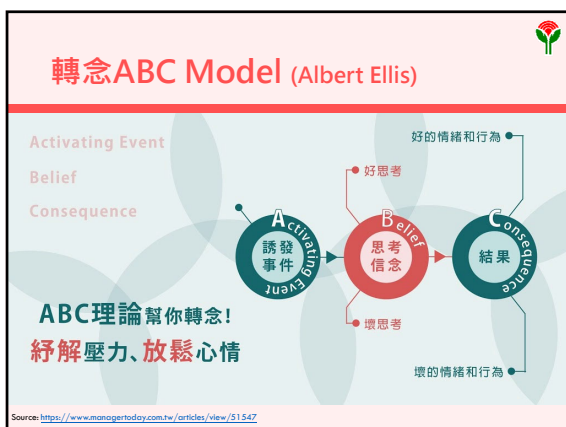 轉念ABC Model (Albert Ellis)
Activating Event
Belief
Consequence
好的情緒和行為
好思考
Activating Event
誘發
事件
Belief
思考
信念
Consequence
結果
ABC理論幫你轉念!
紓解壓力、放鬆心情
壞思考
壞的情緒和行為
Source: https://www.managertoday.com.tw/articles/view/51547